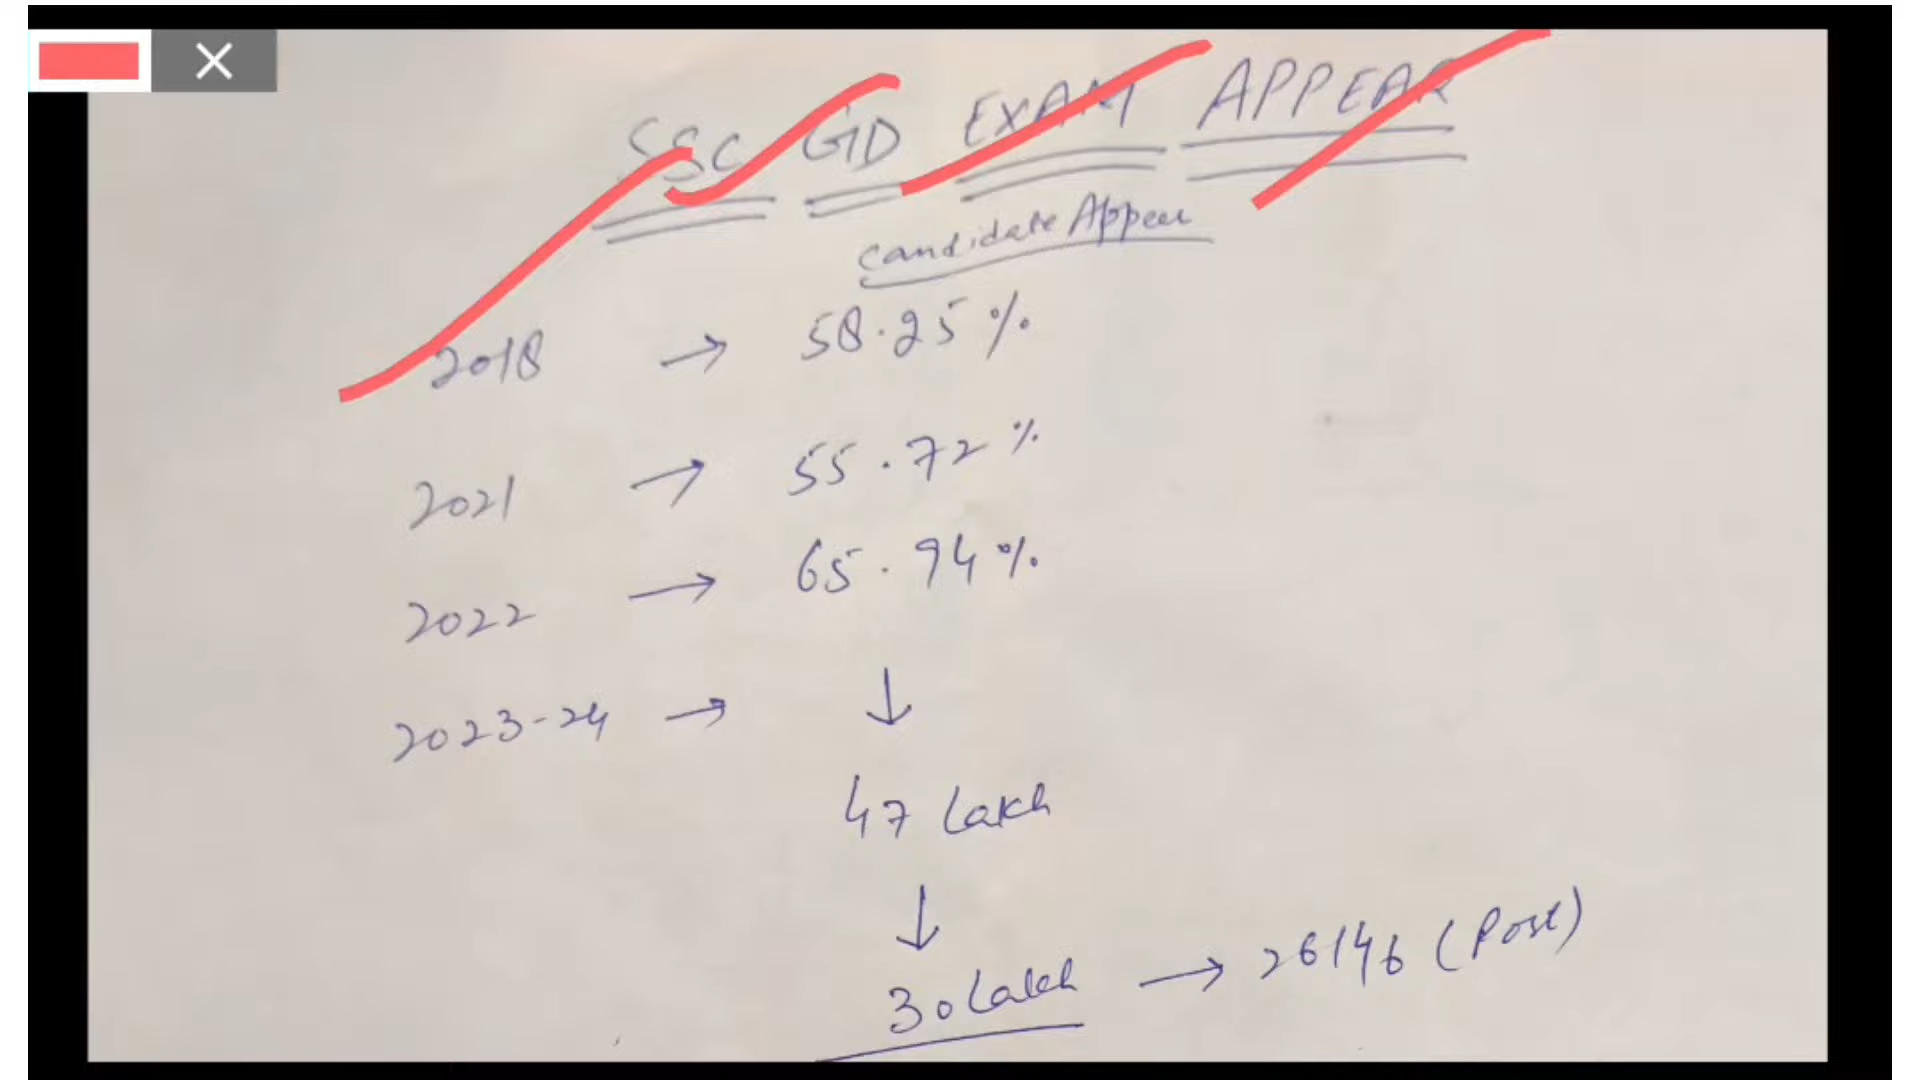 SSC GD EXAM APPEAR
candidate Appear
2018 → 58.25%
2021 → 55.72%
2022 → 65.94%
2023-24 → ↓
47 Lakh
↓
30 Lakh → 26146 (Post)